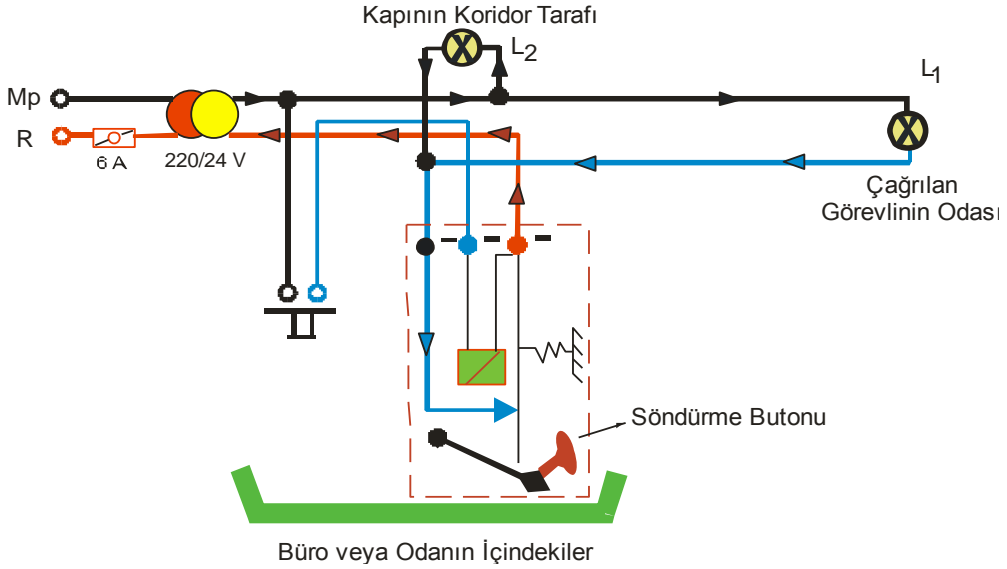 Kapının Koridor Tarafı
L2
L1
Mp
R
6 A
220/24 V
Çağrılan
Görevlinin Odası
Söndürme Butonu
Büro veya Odanın İçindekiler